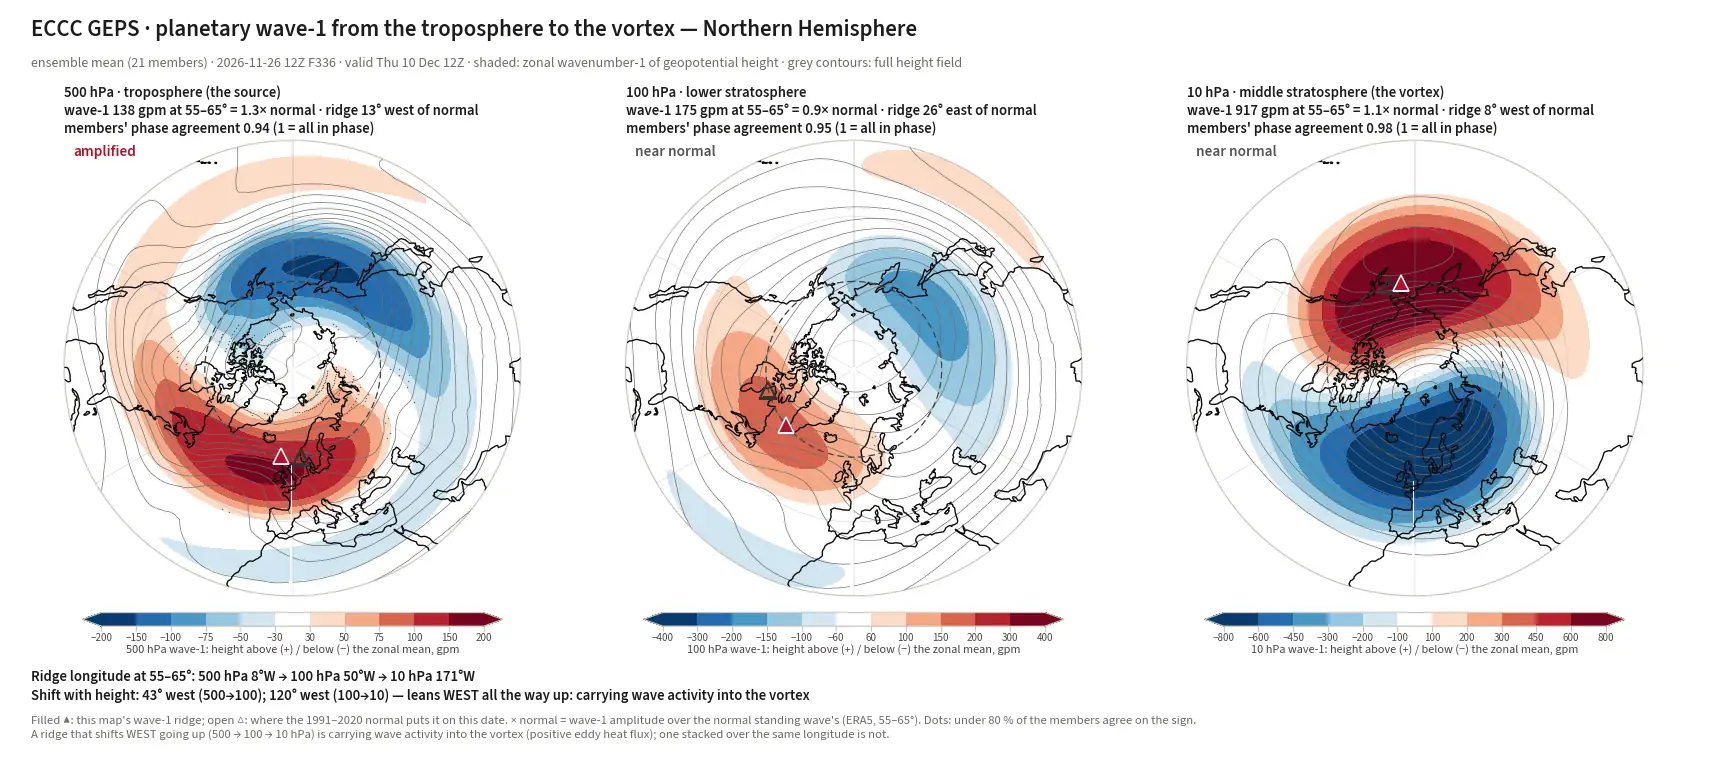 ECCC GEPS · planetary wave-1 from the troposphere to the vortex — Northern Hemisphere
ensemble mean (21 members) · 2026-11-26 12Z F336 · valid Thu 10 Dec 12Z · shaded: zonal wavenumber-1 of geopotential height · grey contours: full height field
500 hPa · troposphere (the source)
wave-1 138 gpm at 55–65° = 1.3× normal · ridge 13° west of normal
members' phase agreement 0.94 (1 = all in phase)
amplified
100 hPa · lower stratosphere
wave-1 175 gpm at 55–65° = 0.9× normal · ridge 26° east of normal
members' phase agreement 0.95 (1 = all in phase)
near normal
10 hPa · middle stratosphere (the vortex)
wave-1 917 gpm at 55–65° = 1.1× normal · ridge 8° west of normal
members' phase agreement 0.98 (1 = all in phase)
near normal
−200 −150 −100 −75 −50 −30 30 50 75 100 150 200
500 hPa wave-1: height above (+) / below (−) the zonal mean, gpm
−400 −300 −200 −150 −100 −60 60 100 150 200 300 400
100 hPa wave-1: height above (+) / below (−) the zonal mean, gpm
−800 −600 −450 −300 −200 −100 100 200 300 450 600 800
10 hPa wave-1: height above (+) / below (−) the zonal mean, gpm
Ridge longitude at 55–65°: 500 hPa 8°W → 100 hPa 50°W → 10 hPa 171°W
Shift with height: 43° west (500→100); 120° west (100→10) — leans WEST all the way up: carrying wave activity into the vortex
Filled ▲: this map's wave-1 ridge; open △: where the 1991–2020 normal puts it on this date. × normal = wave-1 amplitude over the normal standing wave's (ERA5, 55–65°). Dots: under 80 % of the members agree on the sign.
A ridge that shifts WEST going up (500 → 100 → 10 hPa) is carrying wave activity into the vortex (positive eddy heat flux); one stacked over the same longitude is not.